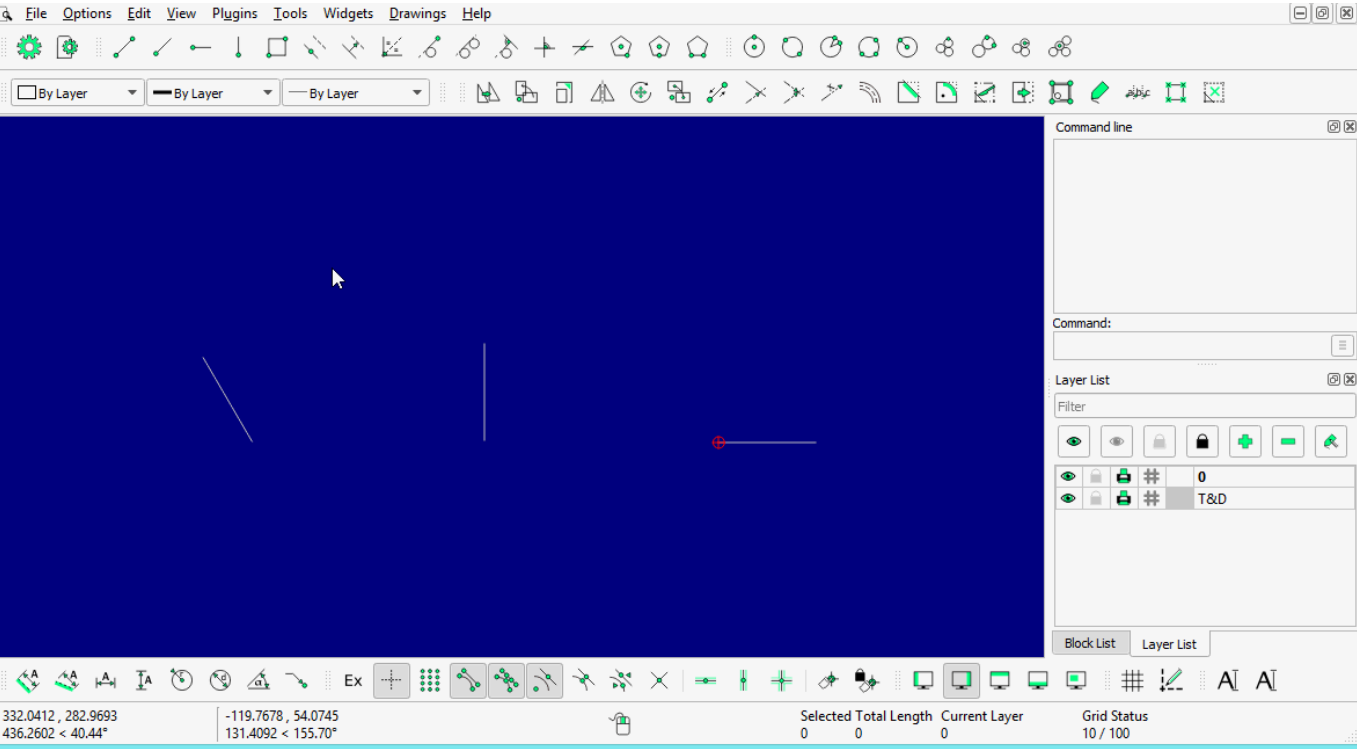 File Options Edit View Plugins Tools Widgets Drawings Help
By Layer By Layer By Layer
Command line
Command:
Layer List
Filter
0
T&D
Block List Layer List
Ex
332.0412 , 282.9693 -119.7678 , 54.0745 Selected Total Length Current Layer Grid Status
436.2602 < 40.44° 131.4092 < 155.70° 0 0 0 10 / 100